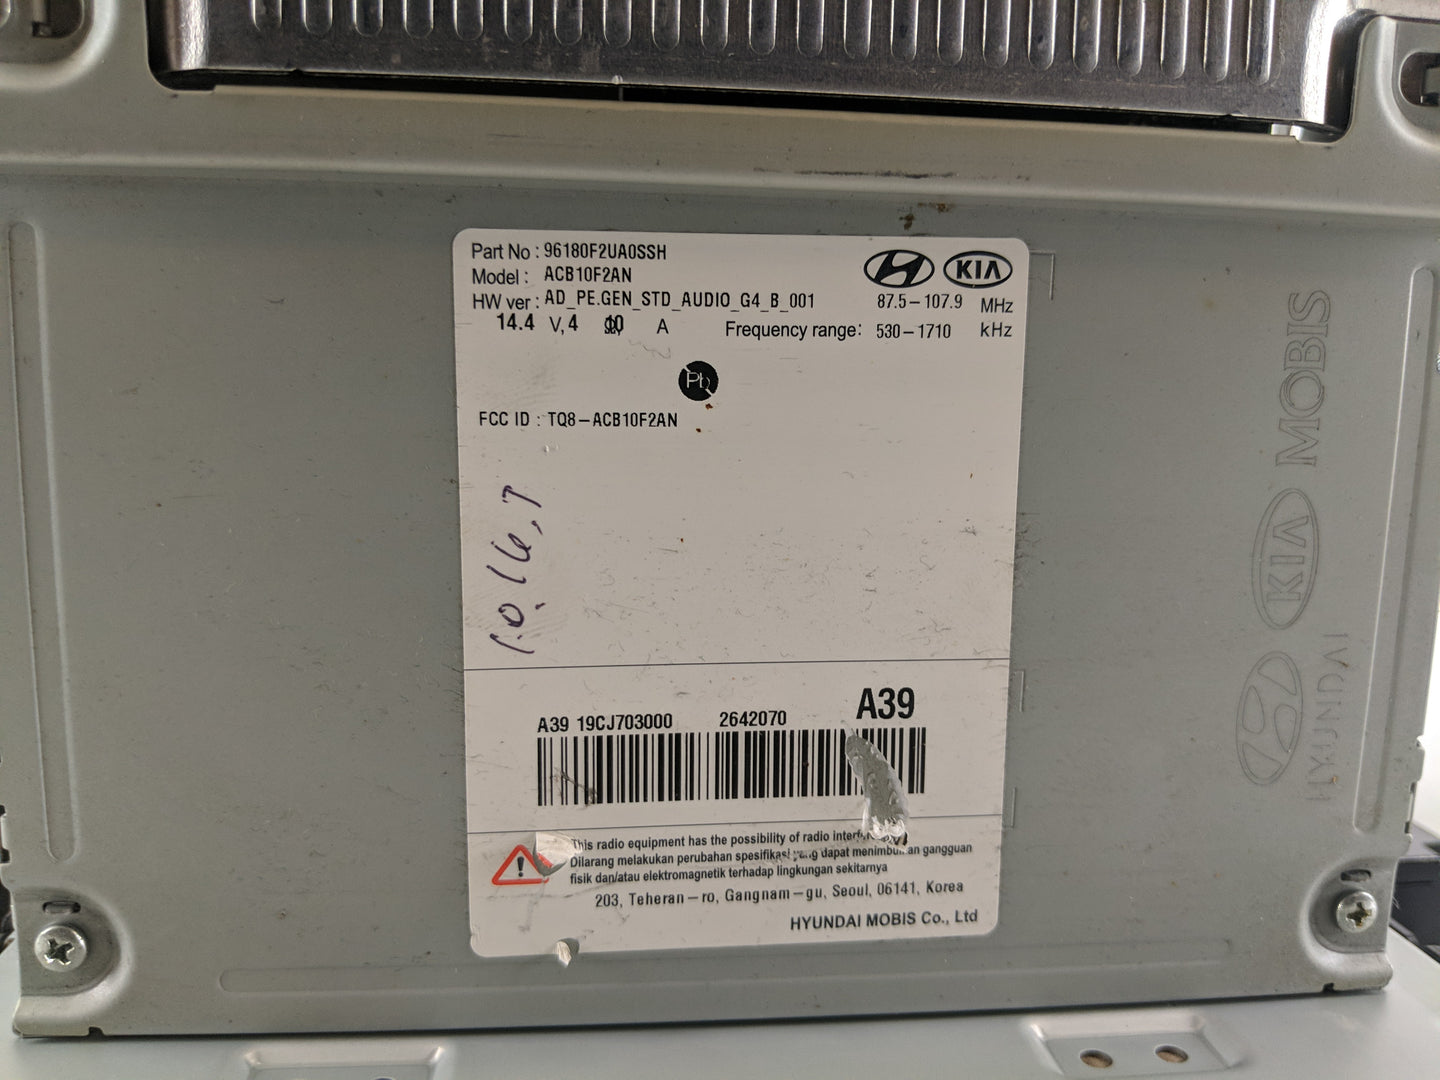 Part No : 96180F2UA0SSH
Model : ACB10F2AN
HW ver : AD_PE.GEN_STD_AUDIO_G4_B_001
KIA
87.5-107.9 MHz
14.4 V, 4 A
Frequency range: 530-1710 kHz
Pb
FCC ID : TQ8-ACB10F2AN
A39
A39 19CJ703000 2642070
This radio equipment has the possibility of radio
Dilarang melakukan perubahan spesifikasi yang dapat gangguan
fisik dan/atau elektromagnetik terhadap lingkungan sekitarnya
203, Teheran-ro, Gangnam-gu, Seoul, 06141, Korea
HYUNDAI MOBIS Co., Ltd
HYUNDAI KIA MOBIS